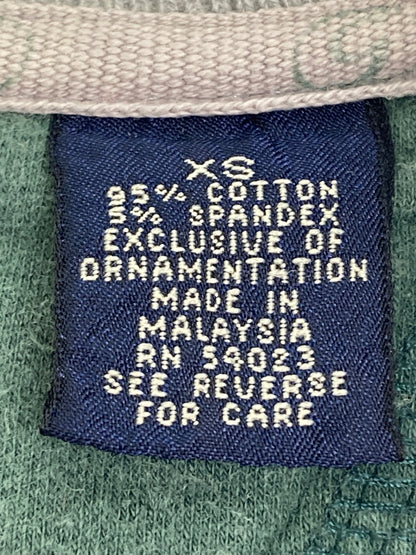 XS
95% COTTON
5% SPANDEX
EXCLUSIVE OF
ORNAMENTATION
MADE IN
MALAYSIA
RN 54023
SEE REVERSE
FOR CARE